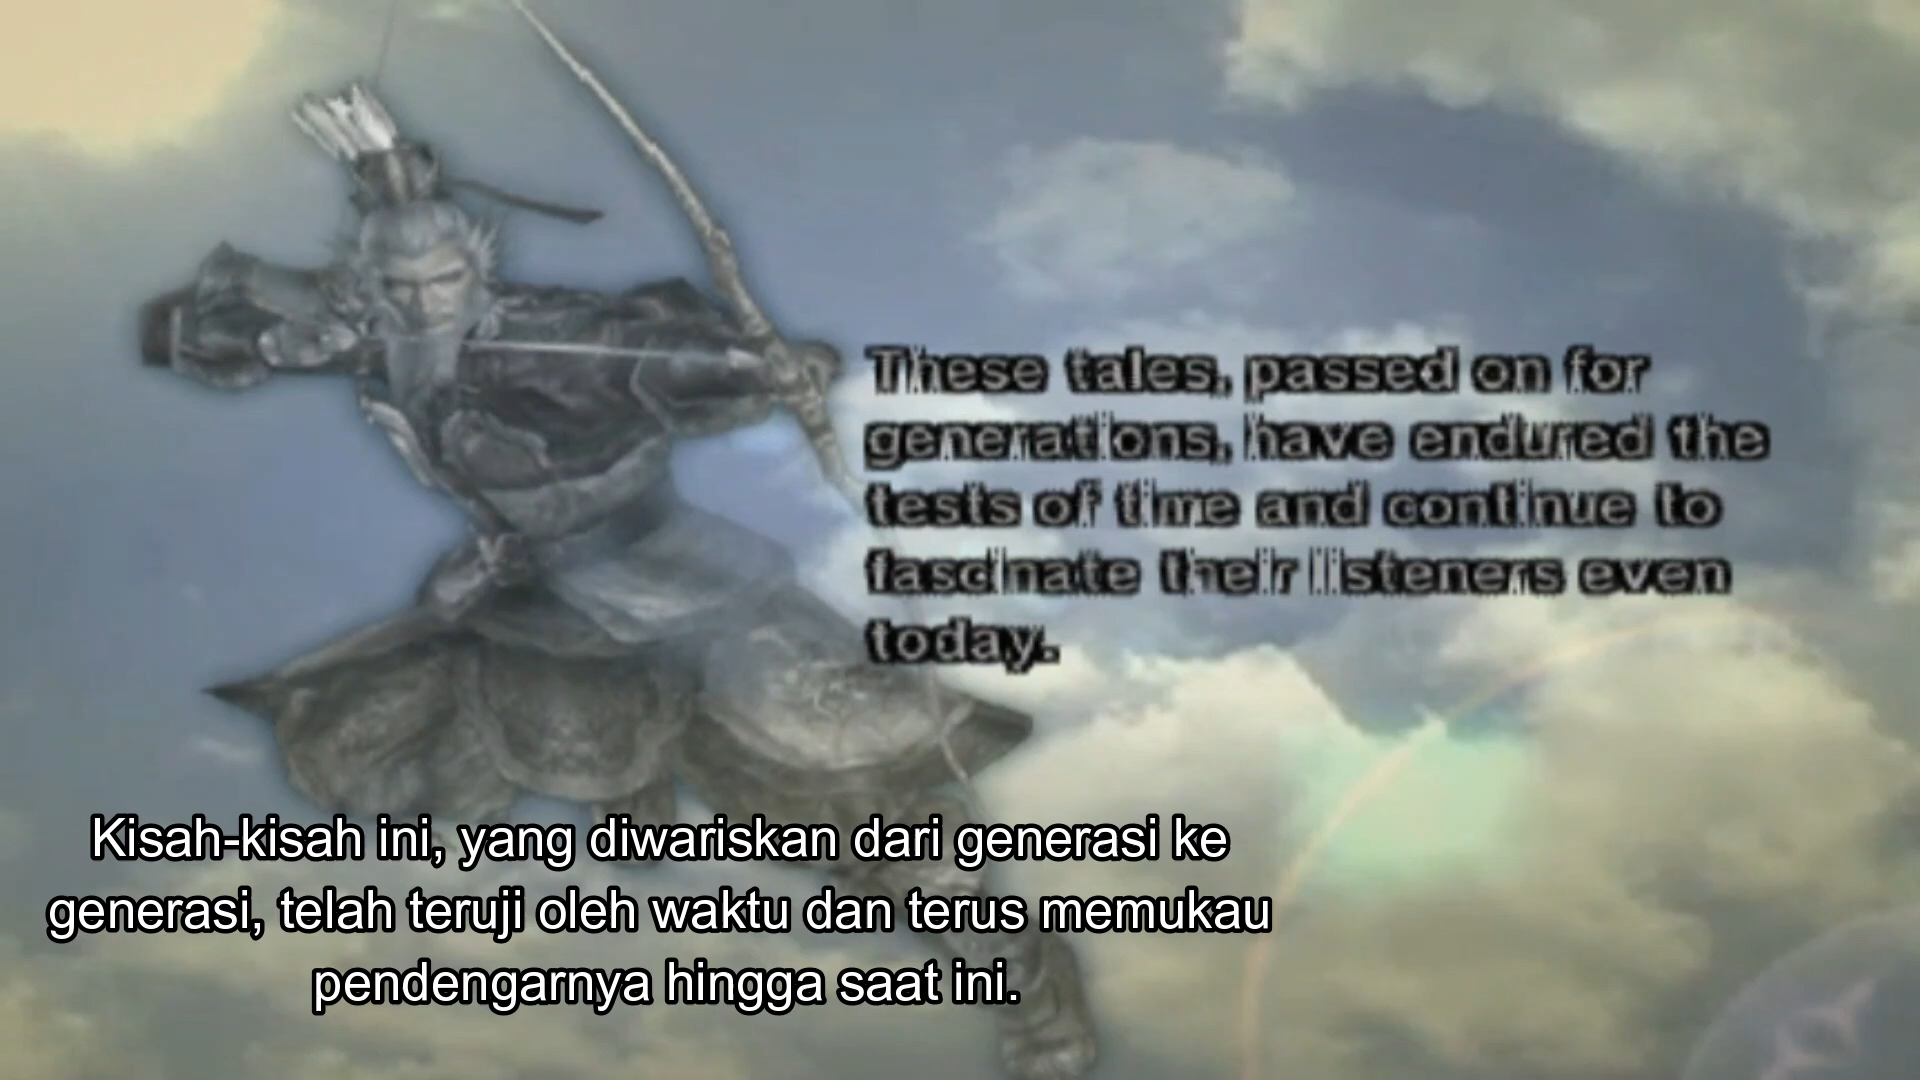 These tales, passed on for
generations, have endured the
tests of time and continue to
fascinate their listeners even
today.
Kisah-kisah ini, yang diwariskan dari generasi ke
generasi, telah teruji oleh waktu dan terus memukau
pendengarnya hingga saat ini.